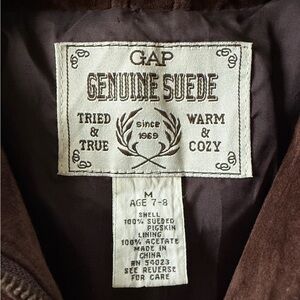 GAP
GENUINE SUEDE
TRIED & TRUE
since 1969
WARM & COZY
M
AGE 7-8
SHELL
100% SUEDED
PIGSKIN
LINING
100% ACETATE
MADE IN
CHINA
RN 54023
SEE REVERSE
FOR CARE